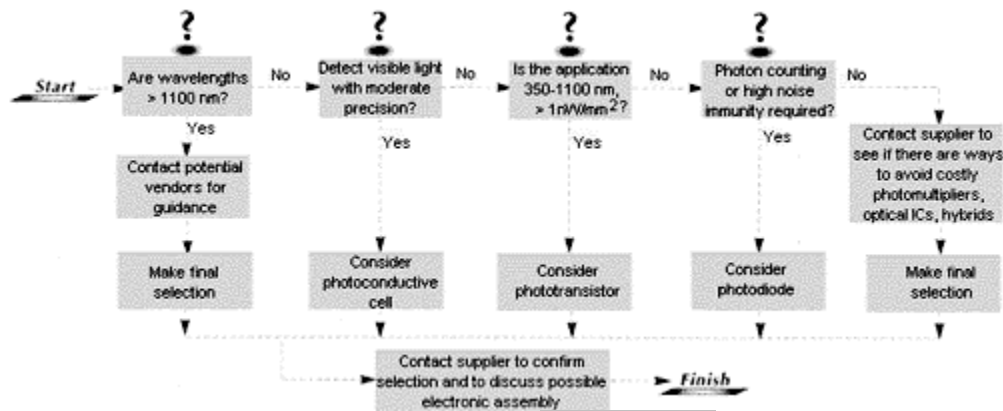 ?
?
?
?
Start
Are wavelengths
> 1100 nm?
No
Detect visible light
with moderate
precision?
No
Is the application
350-1100 nm,
> 1nW/mm²?
No
Photon counting
or high noise
immunity required?
No
Yes
Yes
Yes
Yes
Contact potential
vendors for
guidance
Contact supplier to
see if there are ways
to avoid costly
photomultipliers,
optical ICs, hybrids
Make final
selection
Consider
photoconductive
cell
Consider
phototransistor
Consider
photodiode
Make final
selection
Contact supplier to confirm
selection and to discuss possible
electronic assembly
Finish